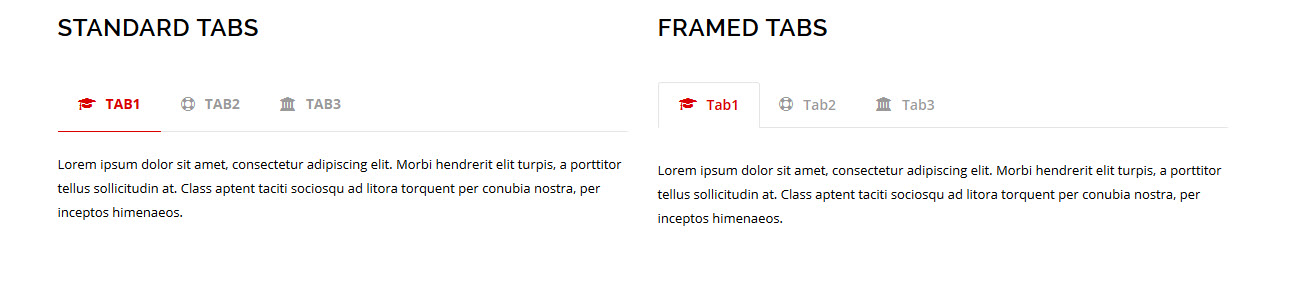 STANDARD TABS
TAB1 TAB2 TAB3
Lorem ipsum dolor sit amet, consectetur adipiscing elit. Morbi hendrerit elit turpis, a porttitor
tellus sollicitudin at. Class aptent taciti sociosqu ad litora torquent per conubia nostra, per
inceptos himenaeos.
FRAMED TABS
Tab1 Tab2 Tab3
Lorem ipsum dolor sit amet, consectetur adipiscing elit. Morbi hendrerit elit turpis, a porttitor
tellus sollicitudin at. Class aptent taciti sociosqu ad litora torquent per conubia nostra, per
inceptos himenaeos.